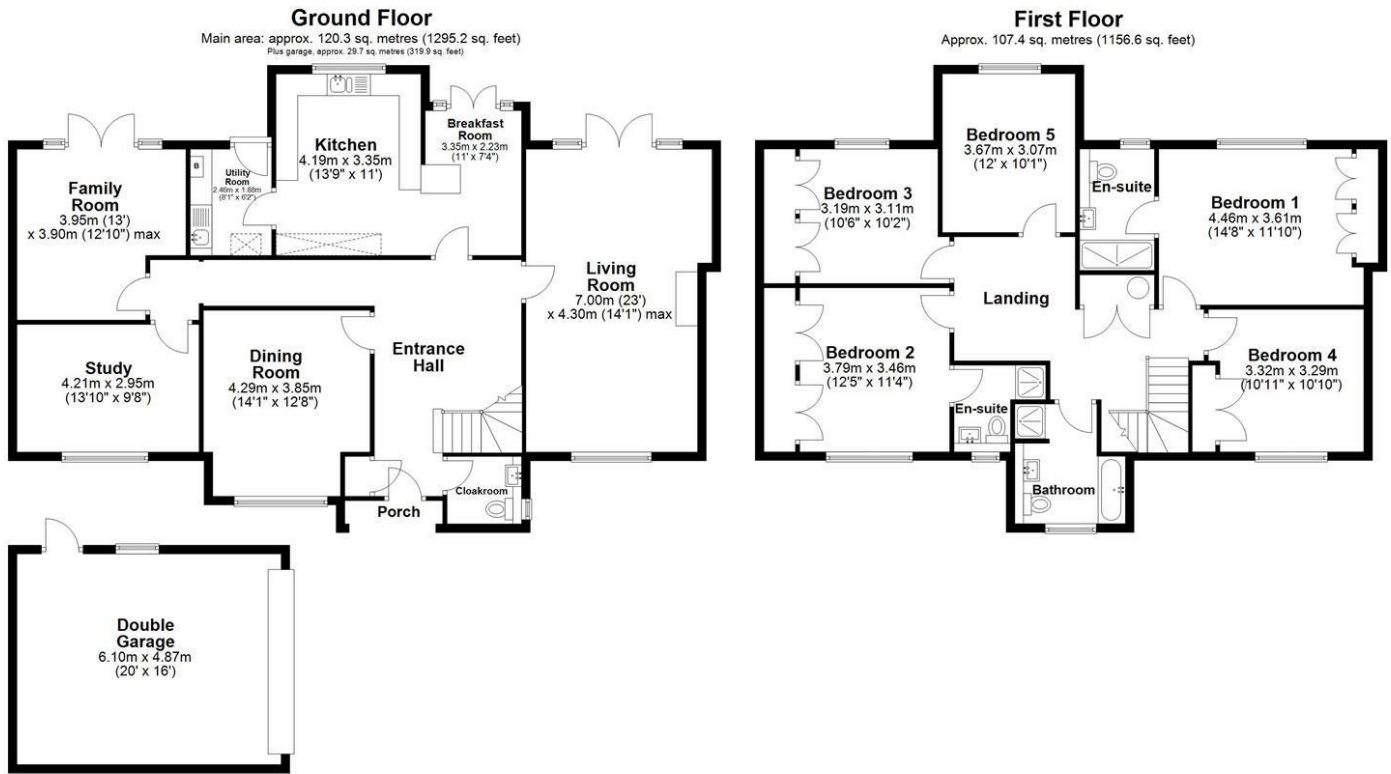 Ground Floor
Main area: approx. 120.3 sq. metres (1295.2 sq. feet)
Plus garage, approx. 29.7 sq. metres (319.9 sq. feet)
Kitchen
4.19m x 3.35m
(13'9" x 11')
Breakfast
Room
3.35m x 2.23m
(11' x 7'4")
Family
Room
3.95m (13')
x 3.90m (12'10") max
B
Utility
Room
2.46m x 1.88m
(8'1" x 6'2")
Living
Room
7.00m (23')
x 4.30m (14'1") max
Study
4.21m x 2.95m
(13'10" x 9'8")
Dining
Room
4.29m x 3.85m
(14'1" x 12'8")
Entrance
Hall
Cloakroom
Porch
Double
Garage
6.10m x 4.87m
(20' x 16')
First Floor
Approx. 107.4 sq. metres (1156.6 sq. feet)
Bedroom 5
3.67m x 3.07m
(12' x 10'1")
Bedroom 3
3.19m x 3.11m
(10'6" x 10'2")
En-suite
Bedroom 1
4.46m x 3.61m
(14'8" x 11'10")
Landing
Bedroom 2
3.79m x 3.46m
(12'5" x 11'4")
Bedroom 4
3.32m x 3.29m
(10'11" x 10'10")
En-suite
Bathroom